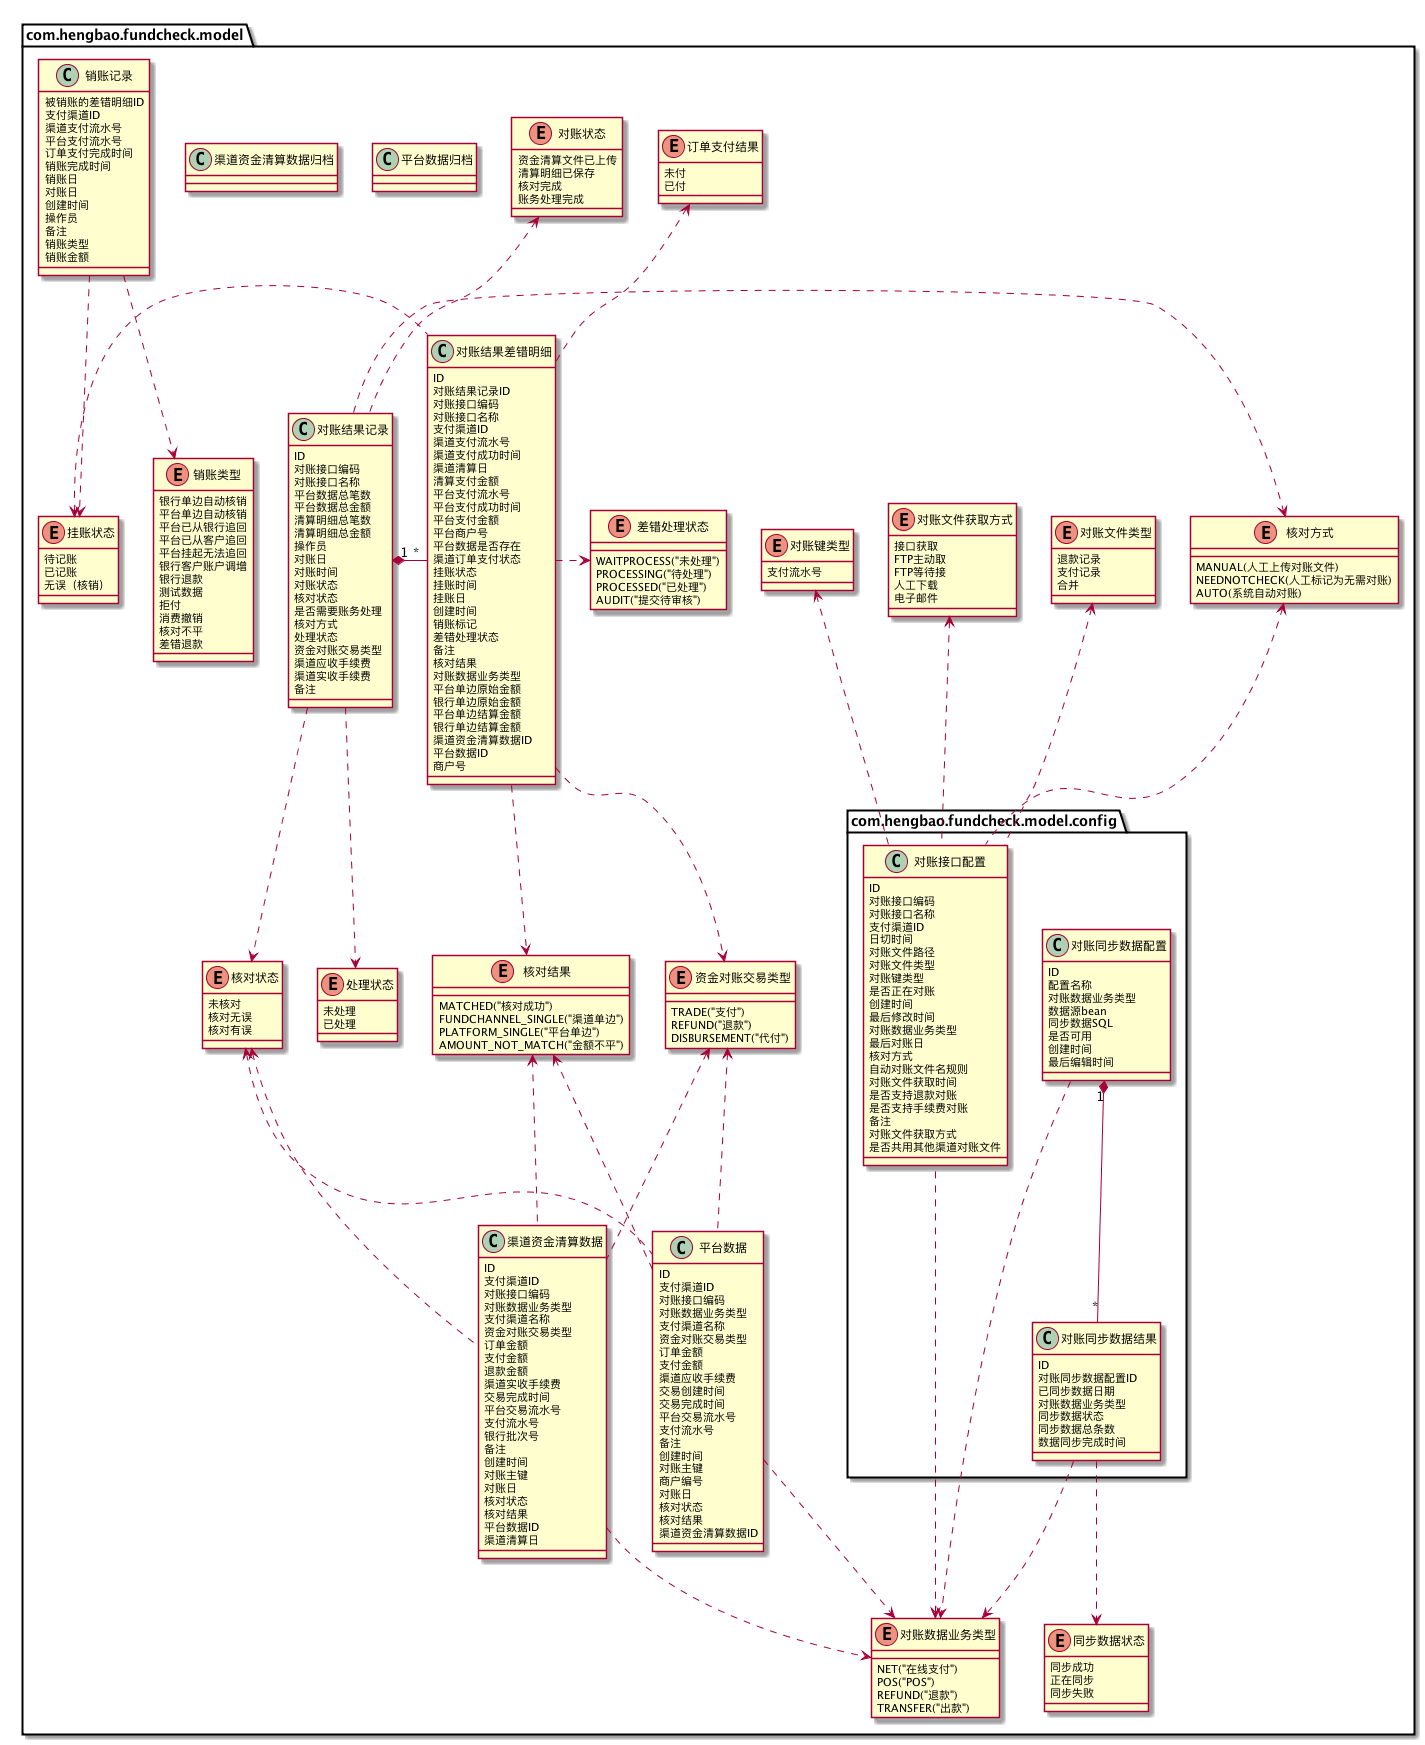 com.hengbao.fundcheck.model
C 销账记录
被销账的差错明细ID
支付渠道ID
渠道支付流水号
平台支付流水号
订单支付完成时间
销账完成时间
销账日
对账日
创建时间
操作员
备注
销账类型
销账金额
C 渠道资金清算数据归档
C 平台数据归档
E 对账状态
资金清算文件已上传
清算明细已保存
核对完成
账务处理完成
E 订单支付结果
未付
已付
E 挂账状态
待记账
已记账
无误（核销）
E 销账类型
银行单边自动核销
平台单边自动核销
平台已从银行追回
平台已从客户追回
平台挂起无法追回
银行客户账户调增
银行退款
测试数据
拒付
消费撤销
核对不平
差错退款
C 对账结果记录
ID
对账接口编码
对账接口名称
平台数据总笔数
平台数据总金额
清算明细总笔数
清算明细总金额
操作员
对账日
对账时间
对账状态
核对状态
是否需要账务处理
核对方式
处理状态
资金对账交易类型
渠道应收手续费
渠道实收手续费
备注
1 *
C 对账结果差错明细
ID
对账结果记录ID
对账接口编码
对账接口名称
支付渠道ID
渠道支付流水号
渠道支付成功时间
渠道清算日
清算支付金额
平台支付流水号
平台支付成功时间
平台支付金额
平台商户号
平台数据是否存在
渠道订单支付状态
挂账状态
挂账时间
挂账日
创建时间
销账标记
差错处理状态
备注
核对结果
对账数据业务类型
平台单边原始金额
银行单边原始金额
平台单边结算金额
银行单边结算金额
渠道资金清算数据ID
平台数据ID
商户号
E 差错处理状态
WAITPROCESS("未处理")
PROCESSING("待处理")
PROCESSED("已处理")
AUDIT("提交待审核")
E 对账键类型
支付流水号
E 对账文件获取方式
接口获取
FTP主动取
FTP等待接
人工下载
电子邮件
E 对账文件类型
退款记录
支付记录
合并
E 核对方式
MANUAL(人工上传对账文件)
NEEDNOTCHECK(人工标记为无需对账)
AUTO(系统自动对账)
com.hengbao.fundcheck.model.config
C 对账接口配置
ID
对账接口编码
对账接口名称
支付渠道ID
日切时间
对账文件路径
对账文件类型
对账键类型
是否正在对账
创建时间
最后修改时间
对账数据业务类型
最后对账日
核对方式
自动对账文件名规则
对账文件获取时间
是否支持退款对账
是否支持手续费对账
备注
对账文件获取方式
是否共用其他渠道对账文件
C 对账同步数据配置
ID
配置名称
对账数据业务类型
数据源bean
同步数据SQL
是否可用
创建时间
最后编辑时间
1
*
C 对账同步数据结果
ID
对账同步数据配置ID
已同步数据日期
对账数据业务类型
同步数据状态
同步数据总条数
数据同步完成时间
E 核对状态
未核对
核对无误
核对有误
E 处理状态
未处理
已处理
E 核对结果
MATCHED("核对成功")
FUNDCHANNEL_SINGLE("渠道单边")
PLATFORM_SINGLE("平台单边")
AMOUNT_NOT_MATCH("金额不平")
E 资金对账交易类型
TRADE("支付")
REFUND("退款")
DISBURSEMENT("代付")
C 渠道资金清算数据
ID
支付渠道ID
对账接口编码
对账数据业务类型
支付渠道名称
资金对账交易类型
订单金额
支付金额
退款金额
渠道实收手续费
交易完成时间
平台交易流水号
支付流水号
银行批次号
备注
创建时间
对账主键
对账日
核对状态
核对结果
平台数据ID
渠道清算日
C 平台数据
ID
支付渠道ID
对账接口编码
对账数据业务类型
支付渠道名称
资金对账交易类型
订单金额
支付金额
渠道应收手续费
交易创建时间
交易完成时间
平台交易流水号
支付流水号
备注
创建时间
对账主键
商户编号
对账日
核对状态
核对结果
渠道资金清算数据ID
E 对账数据业务类型
NET("在线支付")
POS("POS")
REFUND("退款")
TRANSFER("出款")
E 同步数据状态
同步成功
正在同步
同步失败